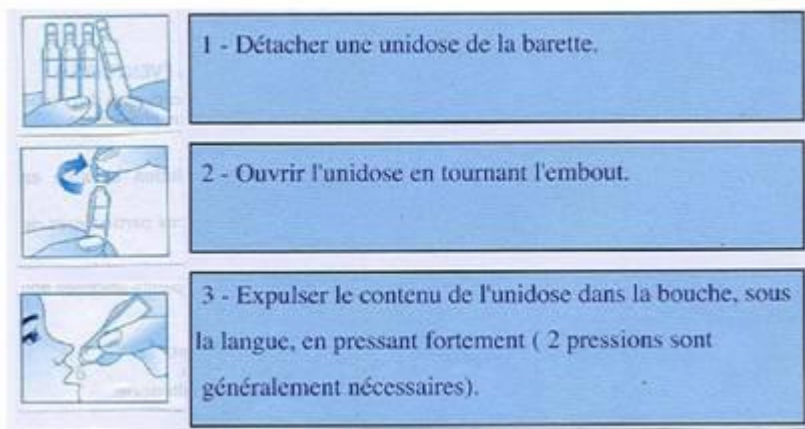 1 - Détacher une unidose de la barette.
2 - Ouvrir l'unidose en tournant l'embout.
3 - Expulser le contenu de l'unidose dans la bouche, sous
la langue, en pressant fortement ( 2 pressions sont
généralement nécessaires).